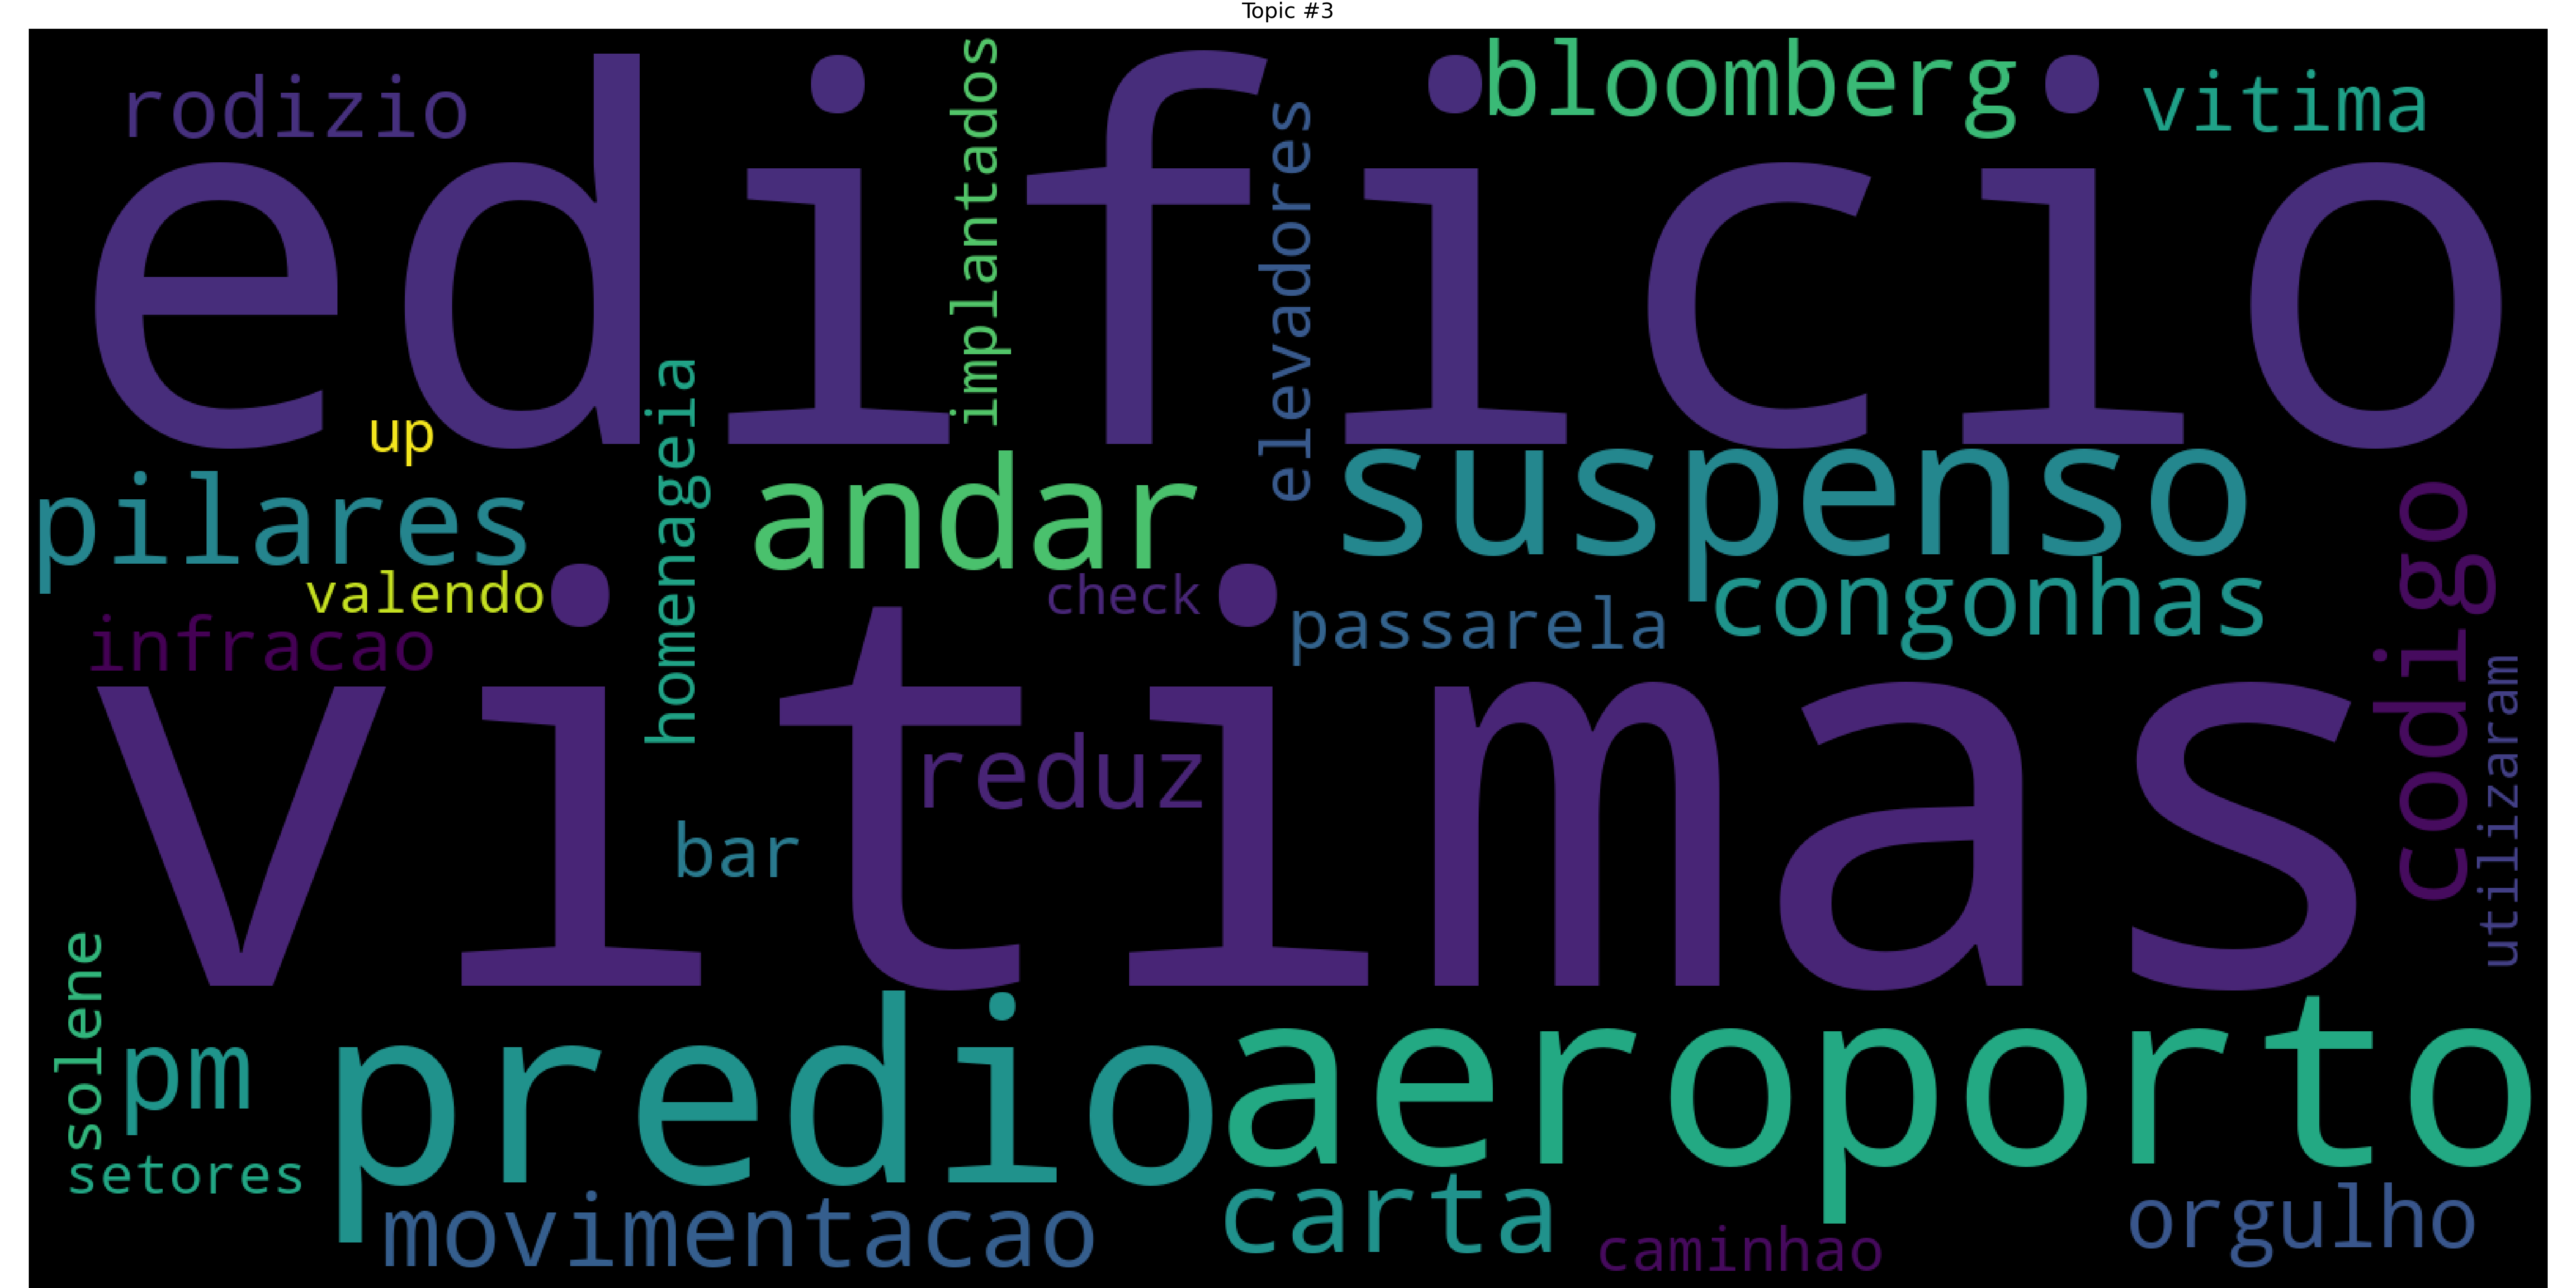 Topic #3
rodizio
edificio
implantados
elevadores
bloomberg
vitima
up
pilares
homenageia
andar
suspenso
valendo
check
passarela
congonhas
codigo
infracao
vitimas
utilizaram
reduz
bar
solene
pm
predio
aeroporto
setores
movimentacao
carta
caminhao
orgulho